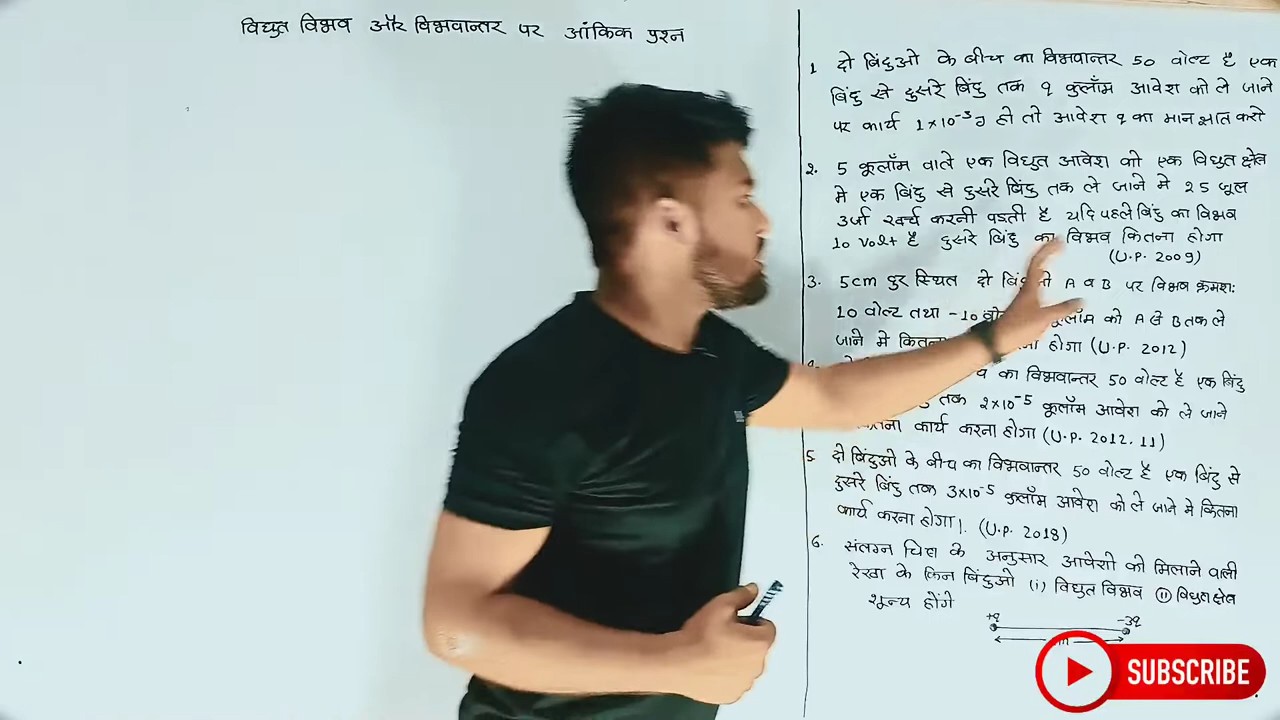 विद्युत विभव और विभवान्तर पर आंकिक प्रश्न
1 दो बिंदुओ के बीच का विभवान्तर 50 वोल्ट है एक
बिंदु से दुसरे बिंदु तक q कुलॉम आवेश को ले जाने
पर कार्य 1×10⁻³J हो तो आवेश q का मान ज्ञात करो
2. 5 कूलॉम वाले एक विद्युत आवेश को एक विद्युत क्षेत्र
मे एक बिंदु से दुसरे बिंदु तक ले जाने मे 25 जूल
उर्जा खर्च करनी पडती है यदि पहले बिंदु का विभव
10 Volt है दुसरे बिंदु का विभव कितना होगा
(U.P. 2009)
3. 5cm दुर स्थित दो A व B पर विभव क्रमश:
10 वोल्ट तथा -10 को A से B तक ले
जाने मे होगा (U.P. 2012)
का विभवान्तर 50 वोल्ट है एक बिंदु
तक 2×10⁻⁵ कूलॉम आवेश को ले जाने
कार्य करना होगा (U.P. 2012, 11)
5. दो बिंदुओ के बीच का विभवान्तर 50 वोल्ट है एक बिंदु से
दुसरे बिंदु तक 3×10⁻⁵ कुलॉम आवेश को ले जाने मे कितना
कार्य करना होगा।. (U.P. 2018)
6. संलग्न चित्र के अनुसार आवेशो को मिलाने वाली
रेखा के किन बिंदुओ (i) विद्युत विभव (ii) विद्युत क्षेत्र
शून्य होंगे
+q -3q
SUBSCRIBE